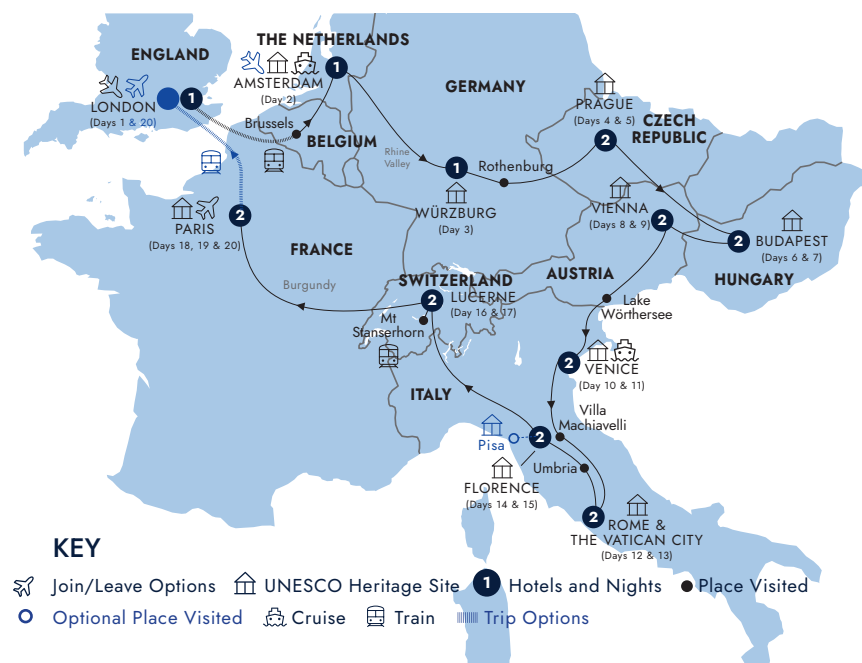 ENGLAND
THE NETHERLANDS
AMSTERDAM
(Day 2)
1
GERMANY
LONDON
(Days 1 & 20)
1
Brussels
BELGIUM
PRAGUE
(Days 4 & 5)
2
CZECH
REPUBLIC
Rhine
Valley
1
Rothenburg
WÜRZBURG
(Day 3)
VIENNA
(Days 8 & 9)
2
PARIS
(Days 18, 19 & 20)
2
2
BUDAPEST
(Days 6 & 7)
HUNGARY
FRANCE
AUSTRIA
SWITZERLAND
LUCERNE
(Day 16 & 17)
2
Burgundy
Mt
Stanserhorn
Lake
Wörthersee
2
VENICE
(Day 10 & 11)
ITALY
Villa
Machiavelli
Pisa
2
Umbria
FLORENCE
(Days 14 & 15)
2
ROME &
THE VATICAN CITY
(Days 12 & 13)
KEY
Join/Leave Options UNESCO Heritage Site 1 Hotels and Nights Place Visited
Optional Place Visited Cruise Train Trip Options